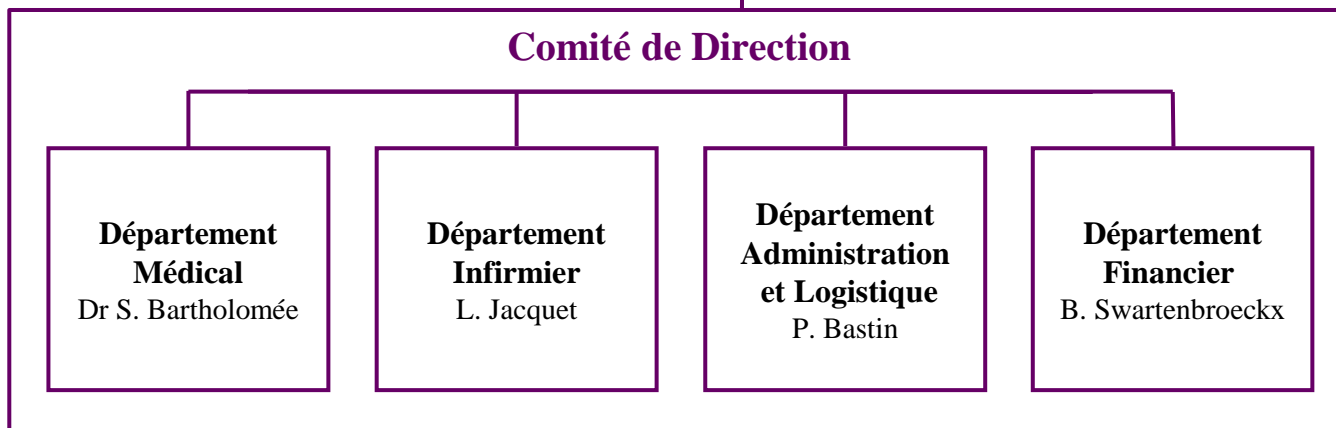 Comité de Direction
Département
Médical
Dr S. Bartholomée
Département
Infirmier
L. Jacquet
Département
Administration
et Logistique
P. Bastin
Département
Financier
B. Swartenbroeckx